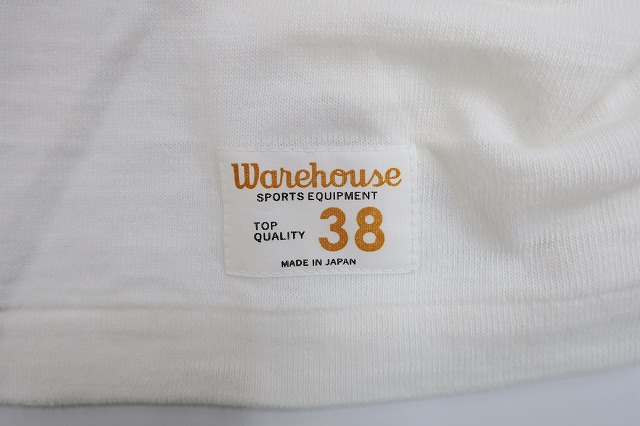 Warehouse
SPORTS EQUIPMENT
TOP
QUALITY
38
MADE IN JAPAN